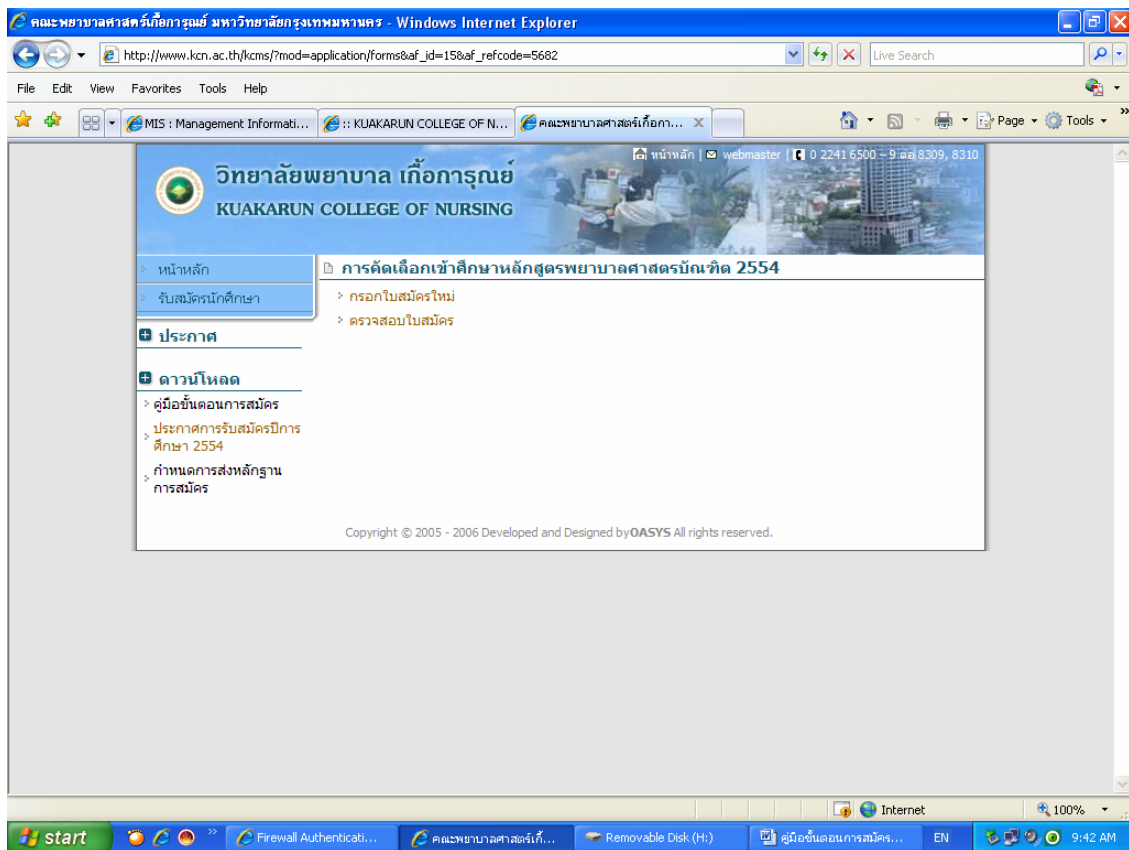 คณะพยาบาลศาสตร์เกื้อการุณย์ มหาวิทยาลัยกรุงเทพมหานคร - Windows Internet Explorer
http://www.kcn.ac.th/kcms/?mod=application/forms&af_id=15&af_refcode=5682
Live Search
File Edit View Favorites Tools Help
MIS : Management Informati... :: KUAKARUN COLLEGE OF N... คณะพยาบาลศาสตร์เกื้อกา... Page Tools
หน้าหลัก | webmaster | 0 2241 6500 – 9 ต่อ 8309, 8310
วิทยาลัยพยาบาล เกื้อการุณย์
KUAKARUN COLLEGE OF NURSING
หน้าหลัก
รับสมัครนักศึกษา
ประกาศ
ดาวน์โหลด
คู่มือขั้นตอนการสมัคร
ประกาศการรับสมัครปีการ
ศึกษา 2554
กำหนดการส่งหลักฐาน
การสมัคร
การคัดเลือกเข้าศึกษาหลักสูตรพยาบาลศาสตรบัณฑิต 2554
กรอกใบสมัครใหม่
ตรวจสอบใบสมัคร
Copyright © 2005 - 2006 Developed and Designed byOASYS All rights reserved.
Internet 100%
start Firewall Authenticati... คณะพยาบาลศาสตร์เกื้... Removable Disk (H:) คู่มือขั้นตอนการสมัคร... EN 9:42 AM